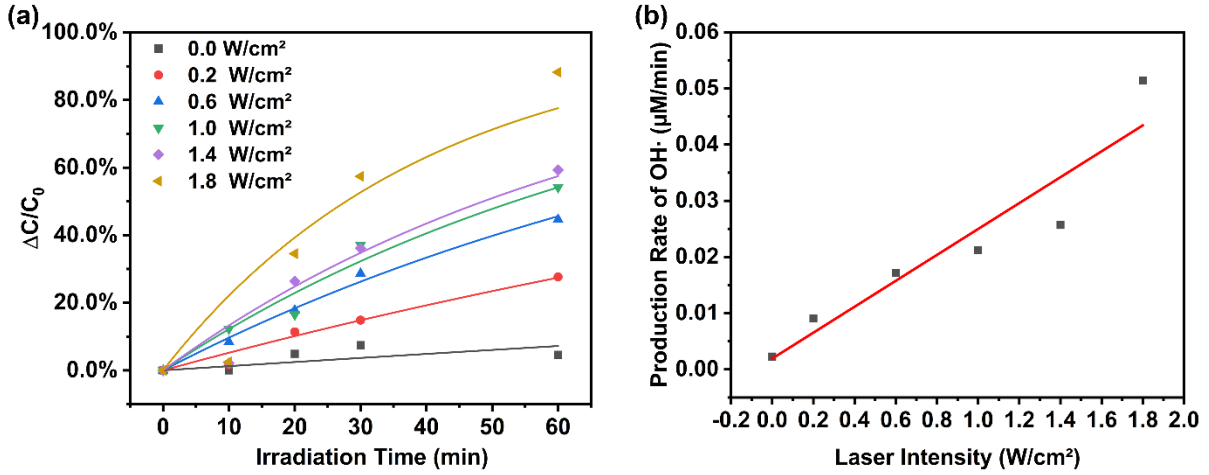 (a)
100.0%
80.0%
60.0%
40.0%
20.0%
0.0%
ΔC/C₀
0.0 W/cm²
0.2 W/cm²
0.6 W/cm²
1.0 W/cm²
1.4 W/cm²
1.8 W/cm²
0 10 20 30 40 50 60
Irradiation Time (min)
(b)
0.06
0.05
0.04
0.03
0.02
0.01
0.00
Production Rate of OH· (μM/min)
-0.2 0.0 0.2 0.4 0.6 0.8 1.0 1.2 1.4 1.6 1.8 2.0
Laser Intensity (W/cm²)